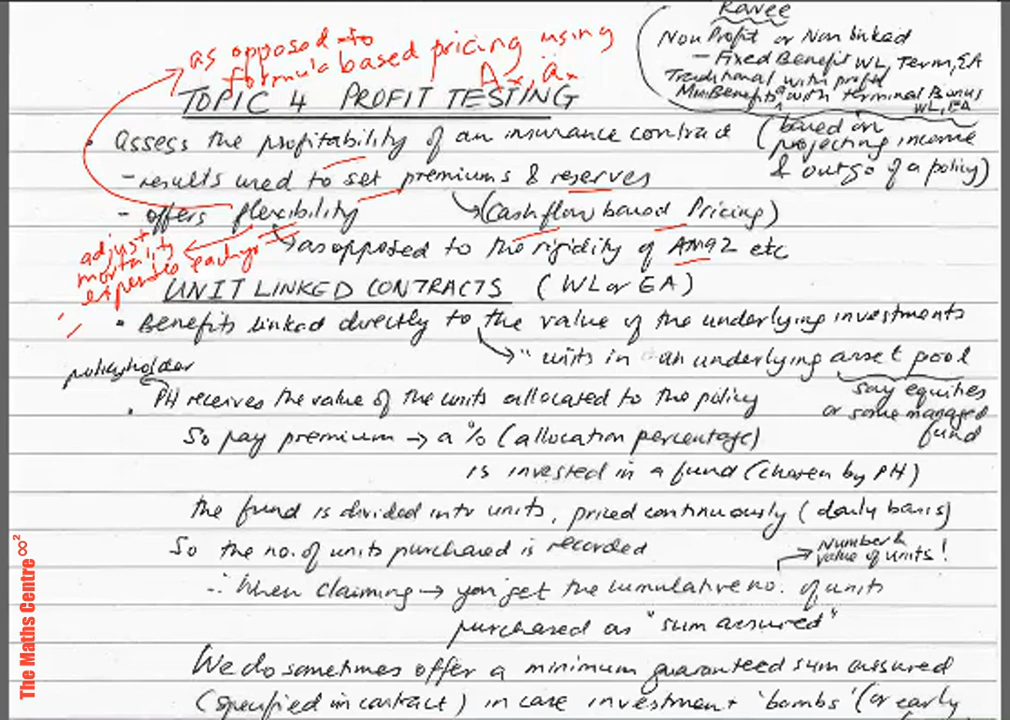 Ravee
Non Profit or Non linked
- Fixed Benefit WL, Term, EA
Traditional with profit
Min Benefits + with terminal Bonus
WL, EA
as opposed to
formula based pricing using
Ax, äx
TOPIC 4 PROFIT TESTING
• assess the profitability of an insurance contract (based on
projecting income
& outgo of a policy)
- results used to set premiums & reserves
- offers flexibility (Cashflow based Pricing)
as opposed to the rigidity of AM92 etc
adjust
mortality
expenses each yr
UNIT LINKED CONTRACTS (WL or EA)
• Benefits linked directly to the value of the underlying investments
"units in an underlying asset pool
say equities
or some managed
fund
policyholder
• PH receives the value of the units allocated to the policy
So pay premium → a % (allocation percentage)
is invested in a fund (chosen by PH)
the fund is divided into units, priced continuously (daily basis)
So the no. of units purchased is recorded
Number &
value of units!
∴ When claiming → you get the cumulative no. of units
purchased as "sum assured"
We do sometimes offer a minimum guaranteed sum assured
(specified in contract) in case investment 'bombs' (or early
The Maths Centre ∞²